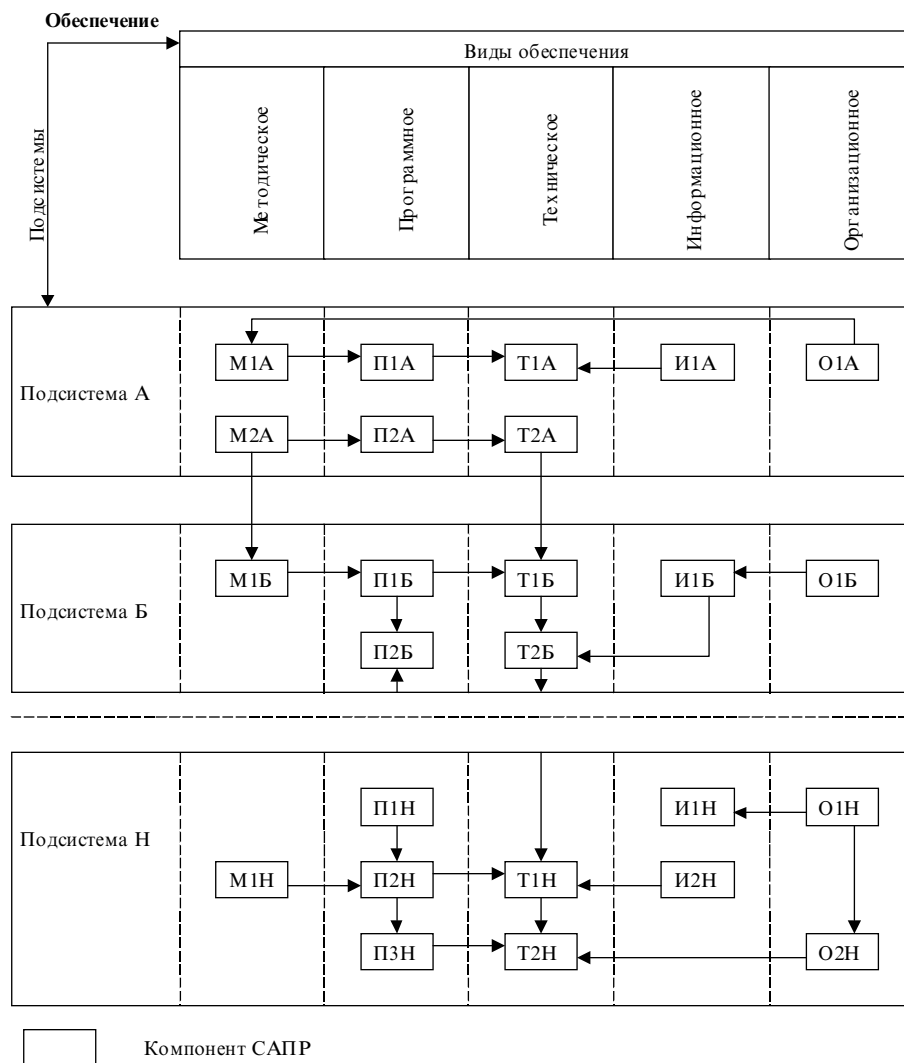 Обеспечение
Виды обеспечения
Подсистемы
Методическое
Программное
Техническое
Информационное
Организационное
Подсистема А
М1А
П1А
Т1А
И1А
О1А
М2А
П2А
Т2А
Подсистема Б
М1Б
П1Б
Т1Б
И1Б
О1Б
П2Б
Т2Б
Подсистема Н
П1Н
И1Н
О1Н
М1Н
П2Н
Т1Н
И2Н
П3Н
Т2Н
О2Н
Компонент САПР